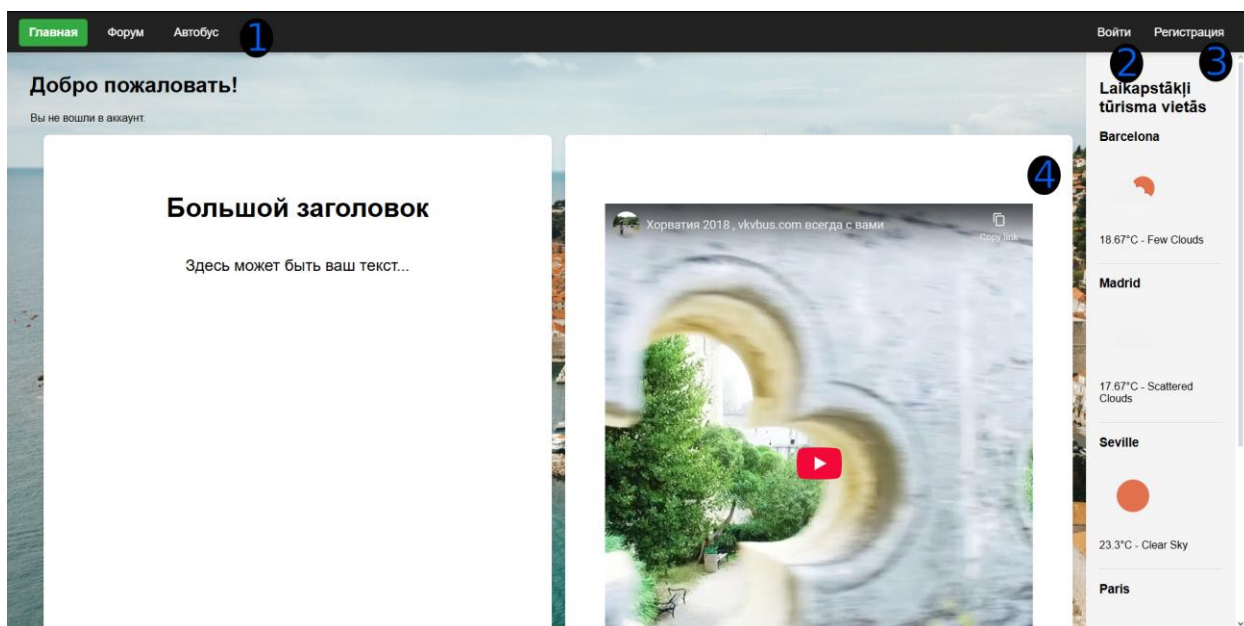 Главная Форум Автобус 1 Войти Регистрация
2 3
Добро пожаловать!
Вы не вошли в аккаунт.
Большой заголовок
Здесь может быть ваш текст...
4
Хорватия 2018 , vkvbus.com всегда с вами
Copy link
Laikapstākļi
tūrisma vietās
Barcelona
18.67°C - Few Clouds
Madrid
17.67°C - Scattered
Clouds
Seville
23.3°C - Clear Sky
Paris